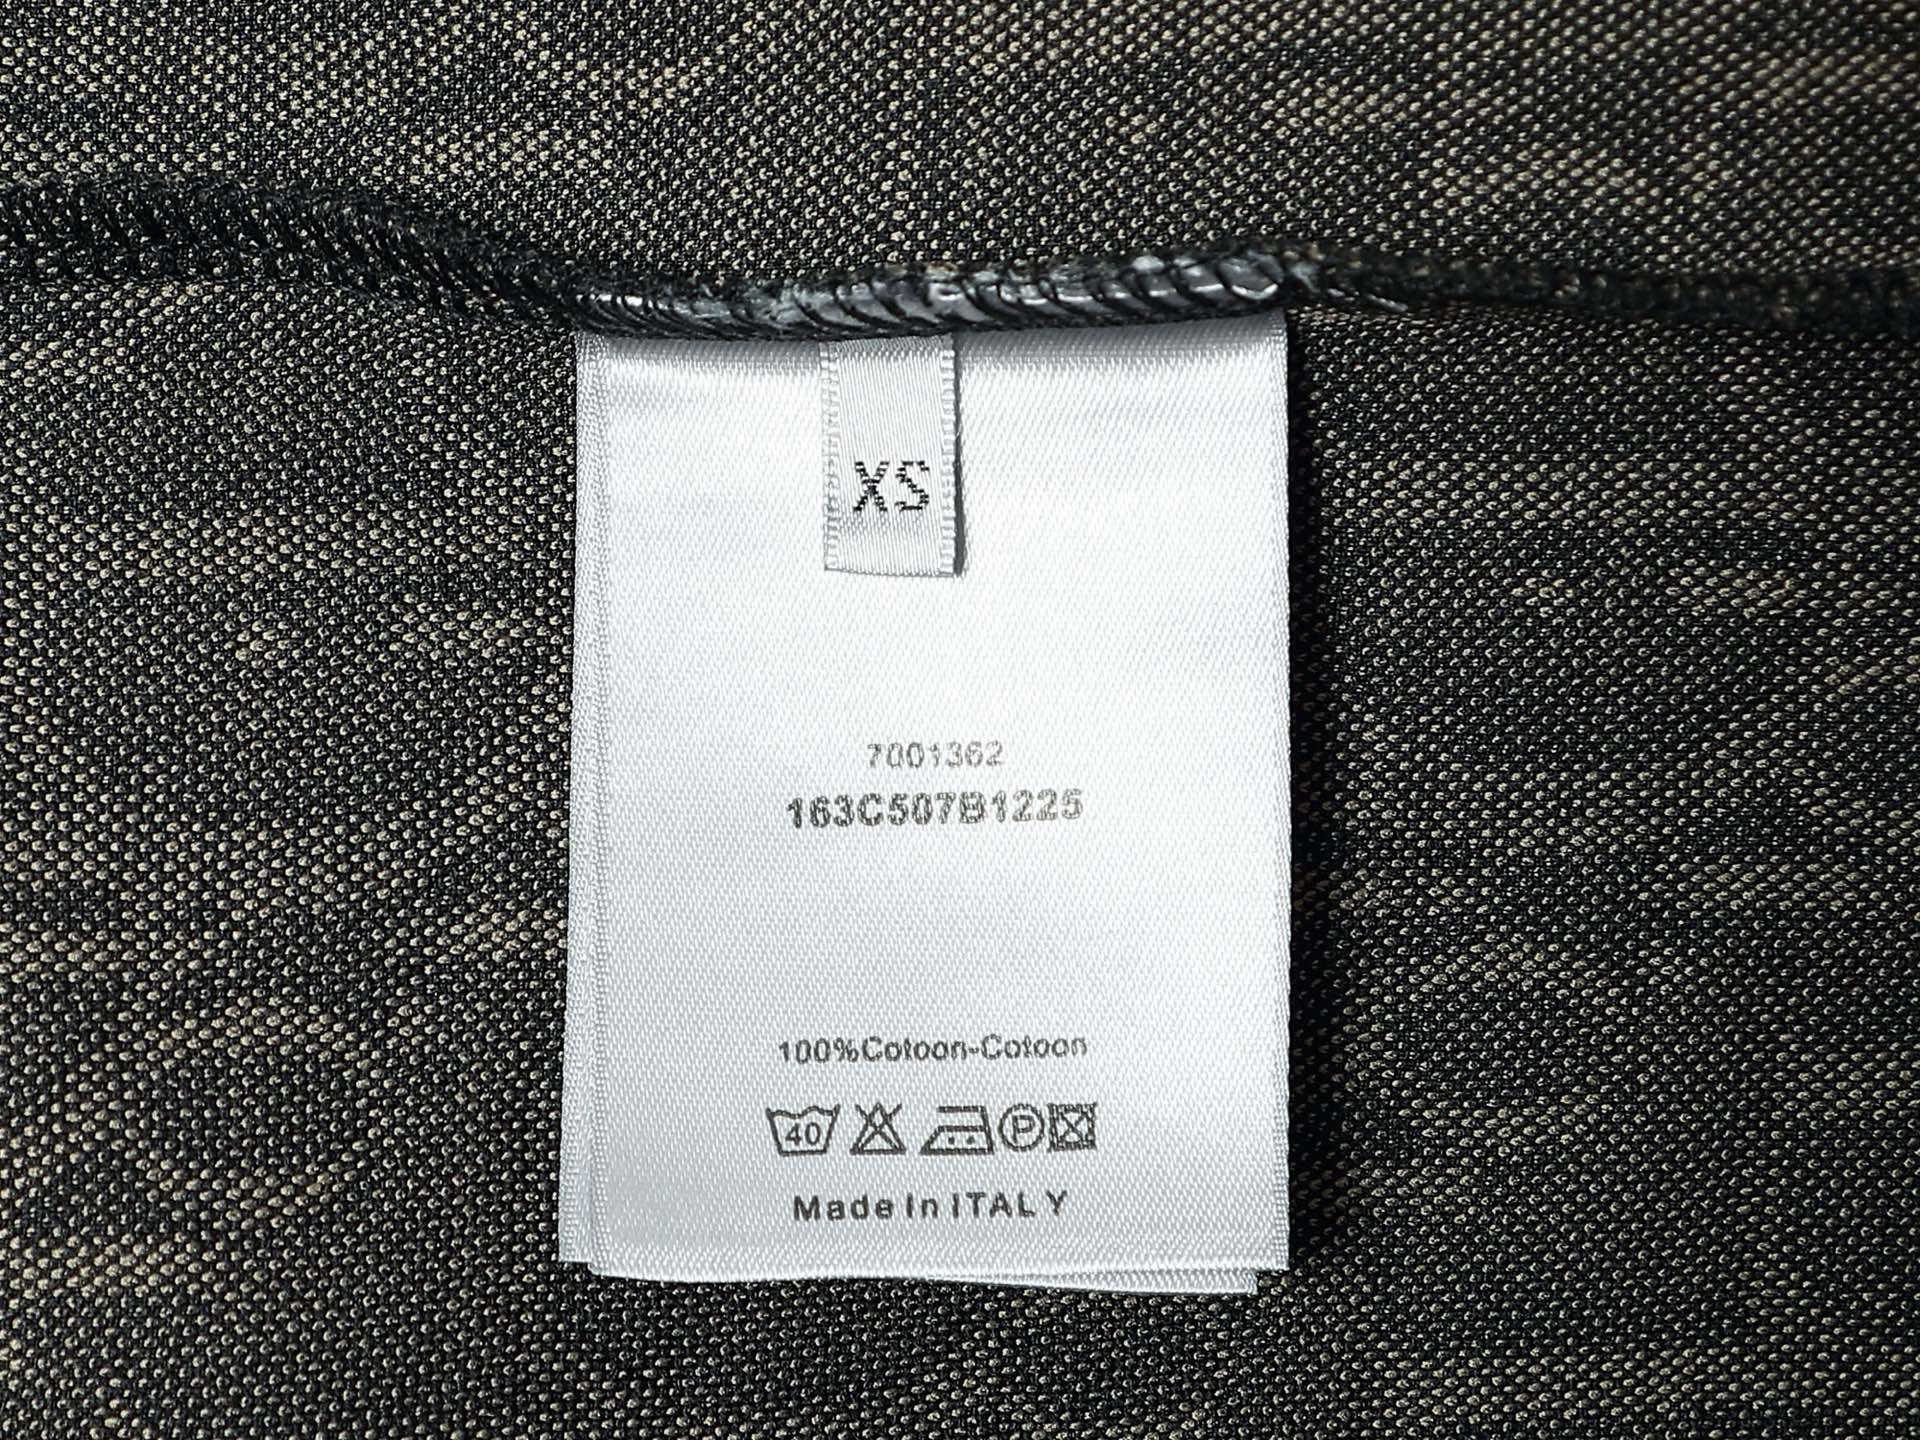 XS
7001362
163C507B1225
100%Cotoon-Cotoon
40 P
Made In ITALY